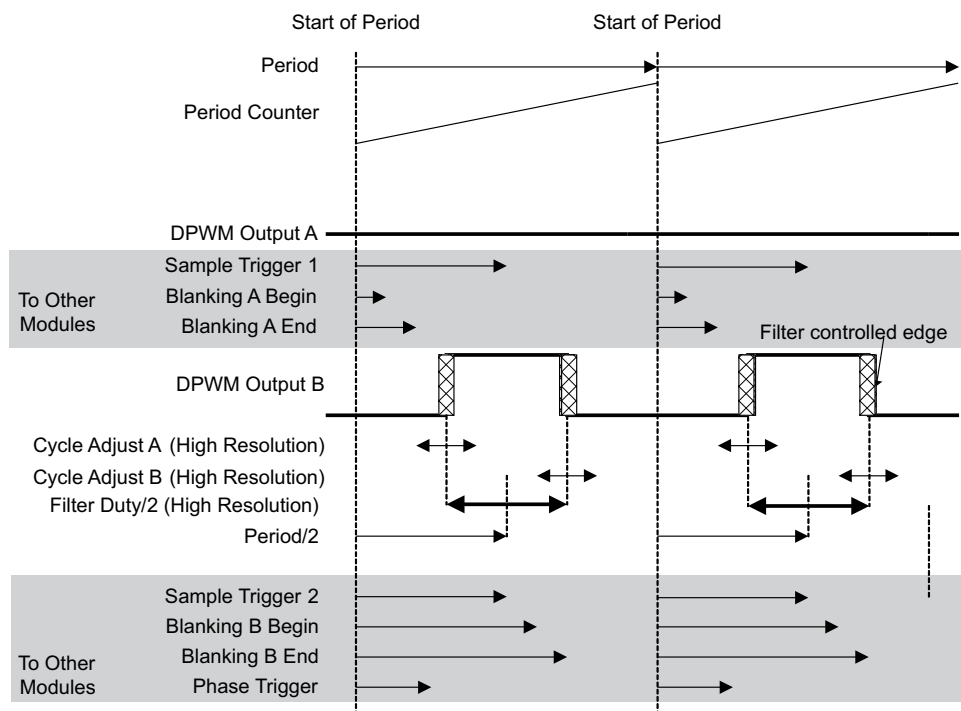 Start of Period
Start of Period
Period
Period Counter
DPWM Output A
To Other
Modules
Sample Trigger 1
Blanking A Begin
Blanking A End
Filter controlled edge
DPWM Output B
Cycle Adjust A (High Resolution)
Cycle Adjust B (High Resolution)
Filter Duty/2 (High Resolution)
Period/2
To Other
Modules
Sample Trigger 2
Blanking B Begin
Blanking B End
Phase Trigger